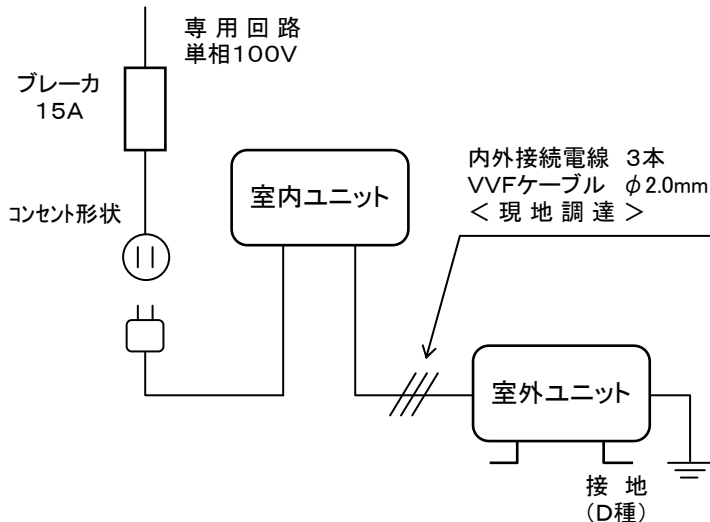 専用回路
単相100V
ブレーカ
15A
コンセント形状
室内ユニット
内外接続電線 3本
VVFケーブル φ2.0mm
<現地調達>
室外ユニット
接 地
(D種)